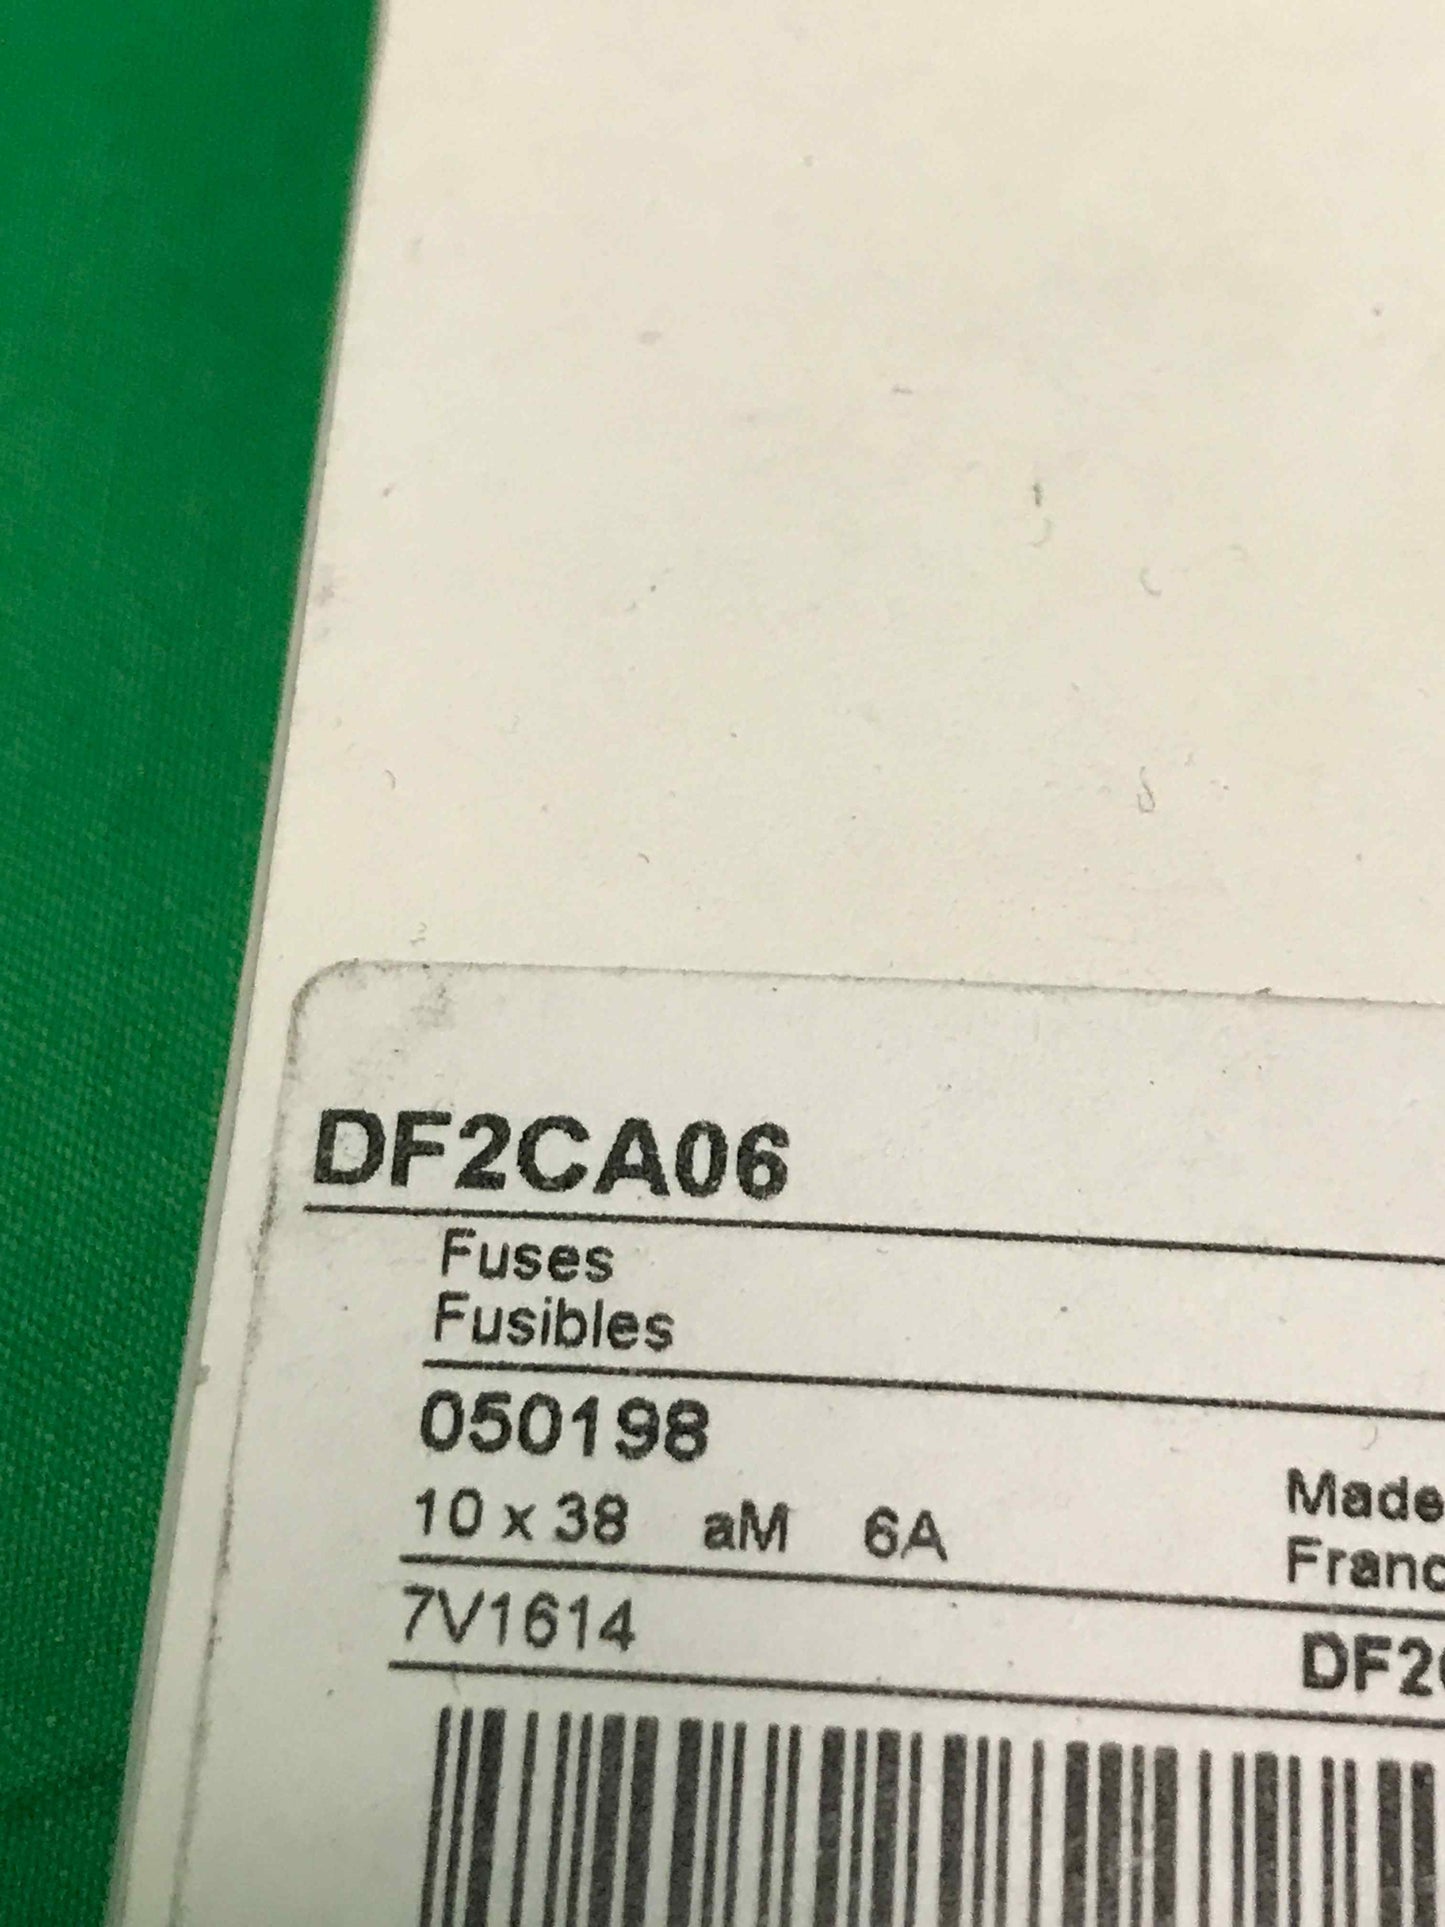 DF2CA06
Fuses
Fusibles
050198
10 x 38 aM 6A
Made
Franc
7V1614
DF2